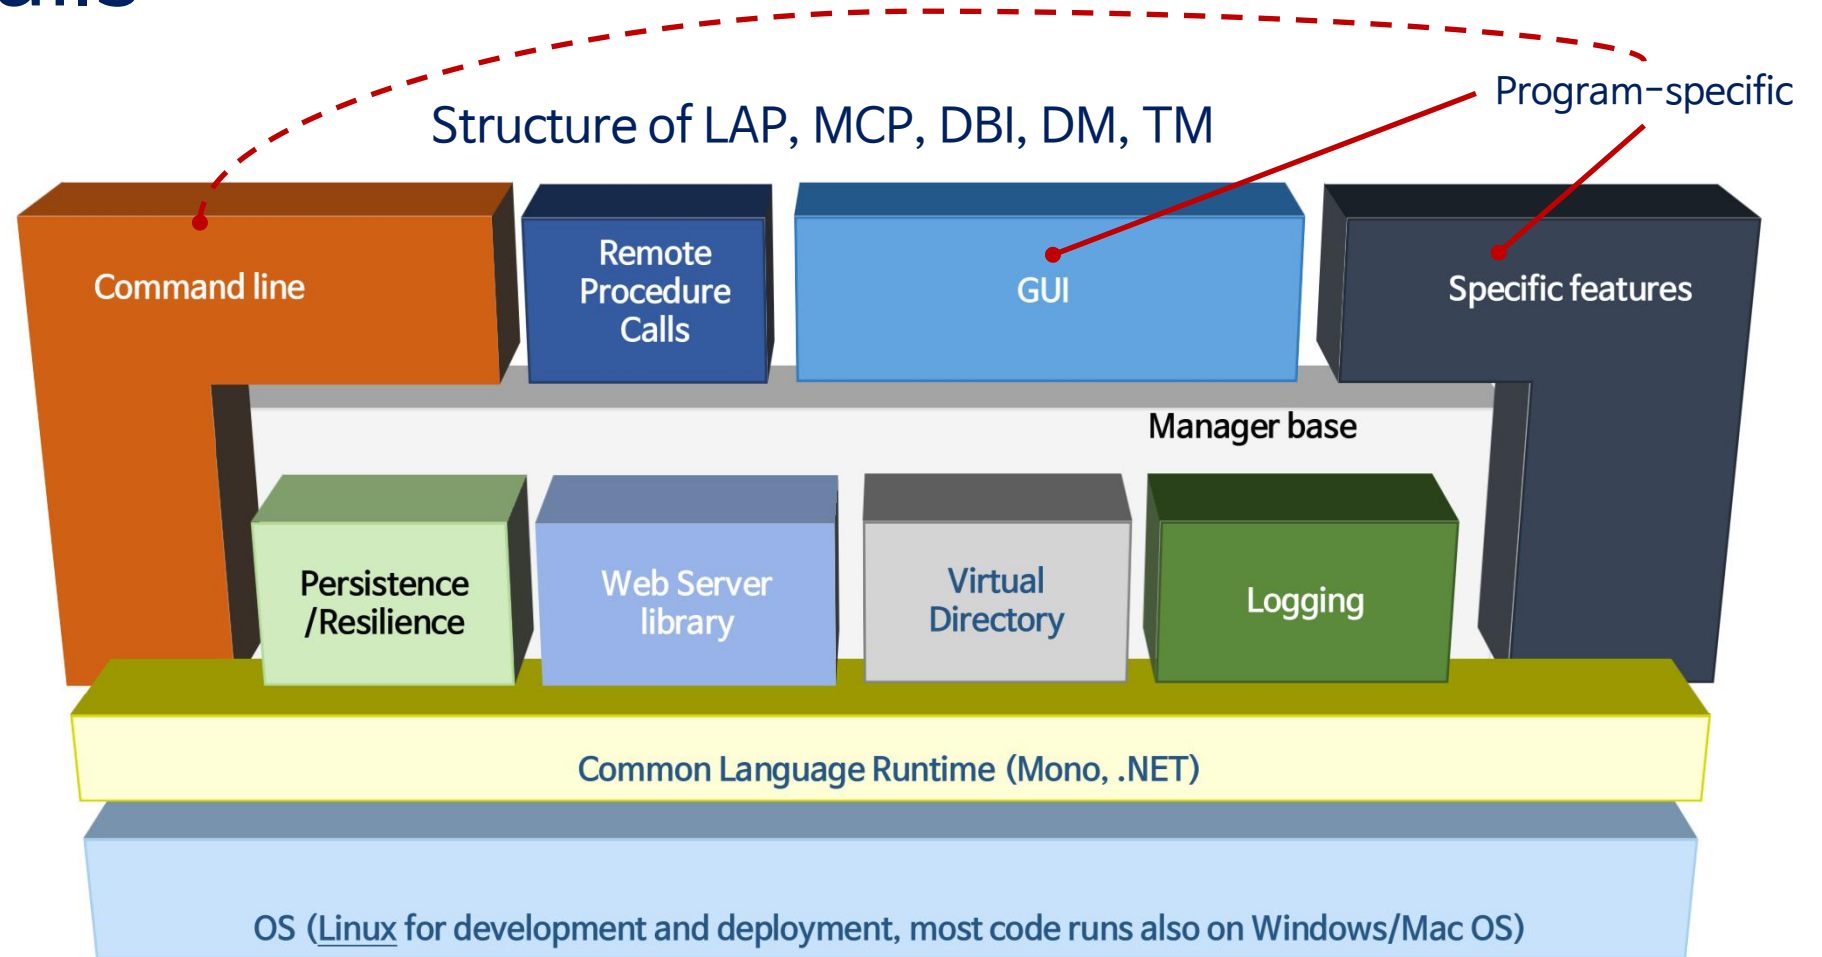 Program-specific
Structure of LAP, MCP, DBI, DM, TM
Command line
Remote
Procedure
Calls
GUI
Specific features
Manager base
Persistence
/Resilience
Web Server
library
Virtual
Directory
Logging
Common Language Runtime (Mono, .NET)
OS (Linux for development and deployment, most code runs also on Windows/Mac OS)